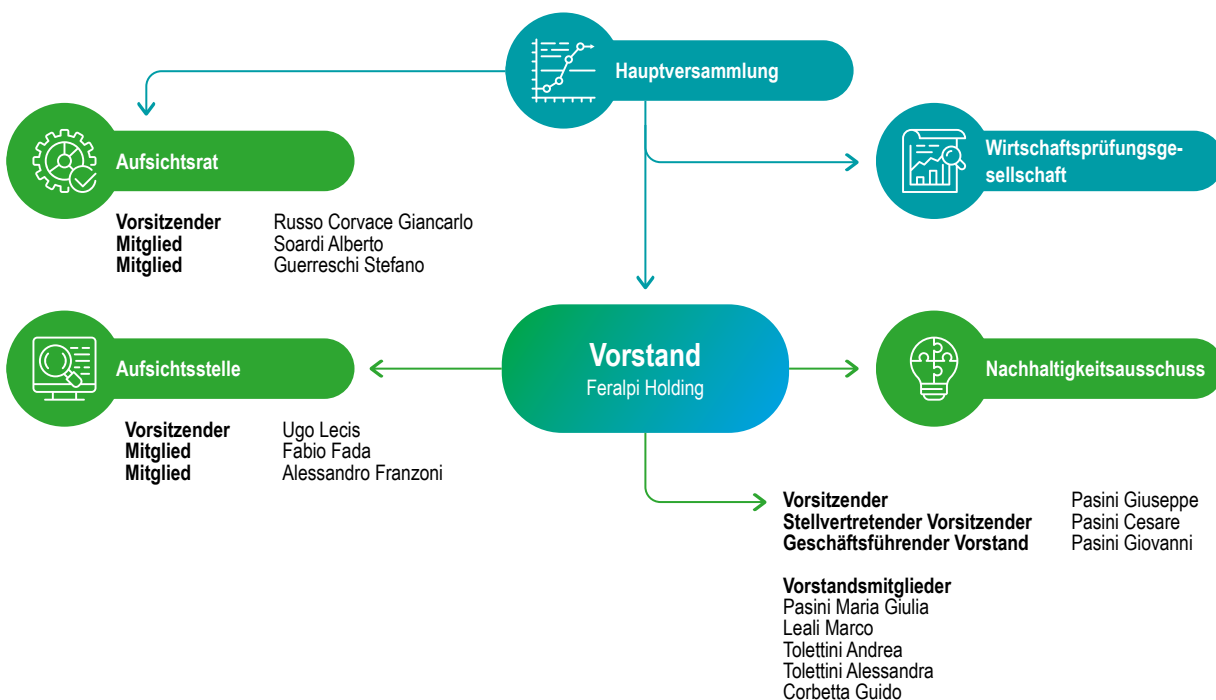 Hauptversammlung
Aufsichtsrat
Wirtschaftsprüfungsge-
sellschaft
Vorsitzender Russo Corvace Giancarlo
Mitglied Soardi Alberto
Mitglied Guerreschi Stefano
Aufsichtsstelle
Vorstand
Feralpi Holding
Nachhaltigkeitsausschuss
Vorsitzender Ugo Lecis
Mitglied Fabio Fada
Mitglied Alessandro Franzoni
Vorsitzender Pasini Giuseppe
Stellvertretender Vorsitzender Pasini Cesare
Geschäftsführender Vorstand Pasini Giovanni
Vorstandsmitglieder
Pasini Maria Giulia
Leali Marco
Tolettini Andrea
Tolettini Alessandra
Corbetta Guido